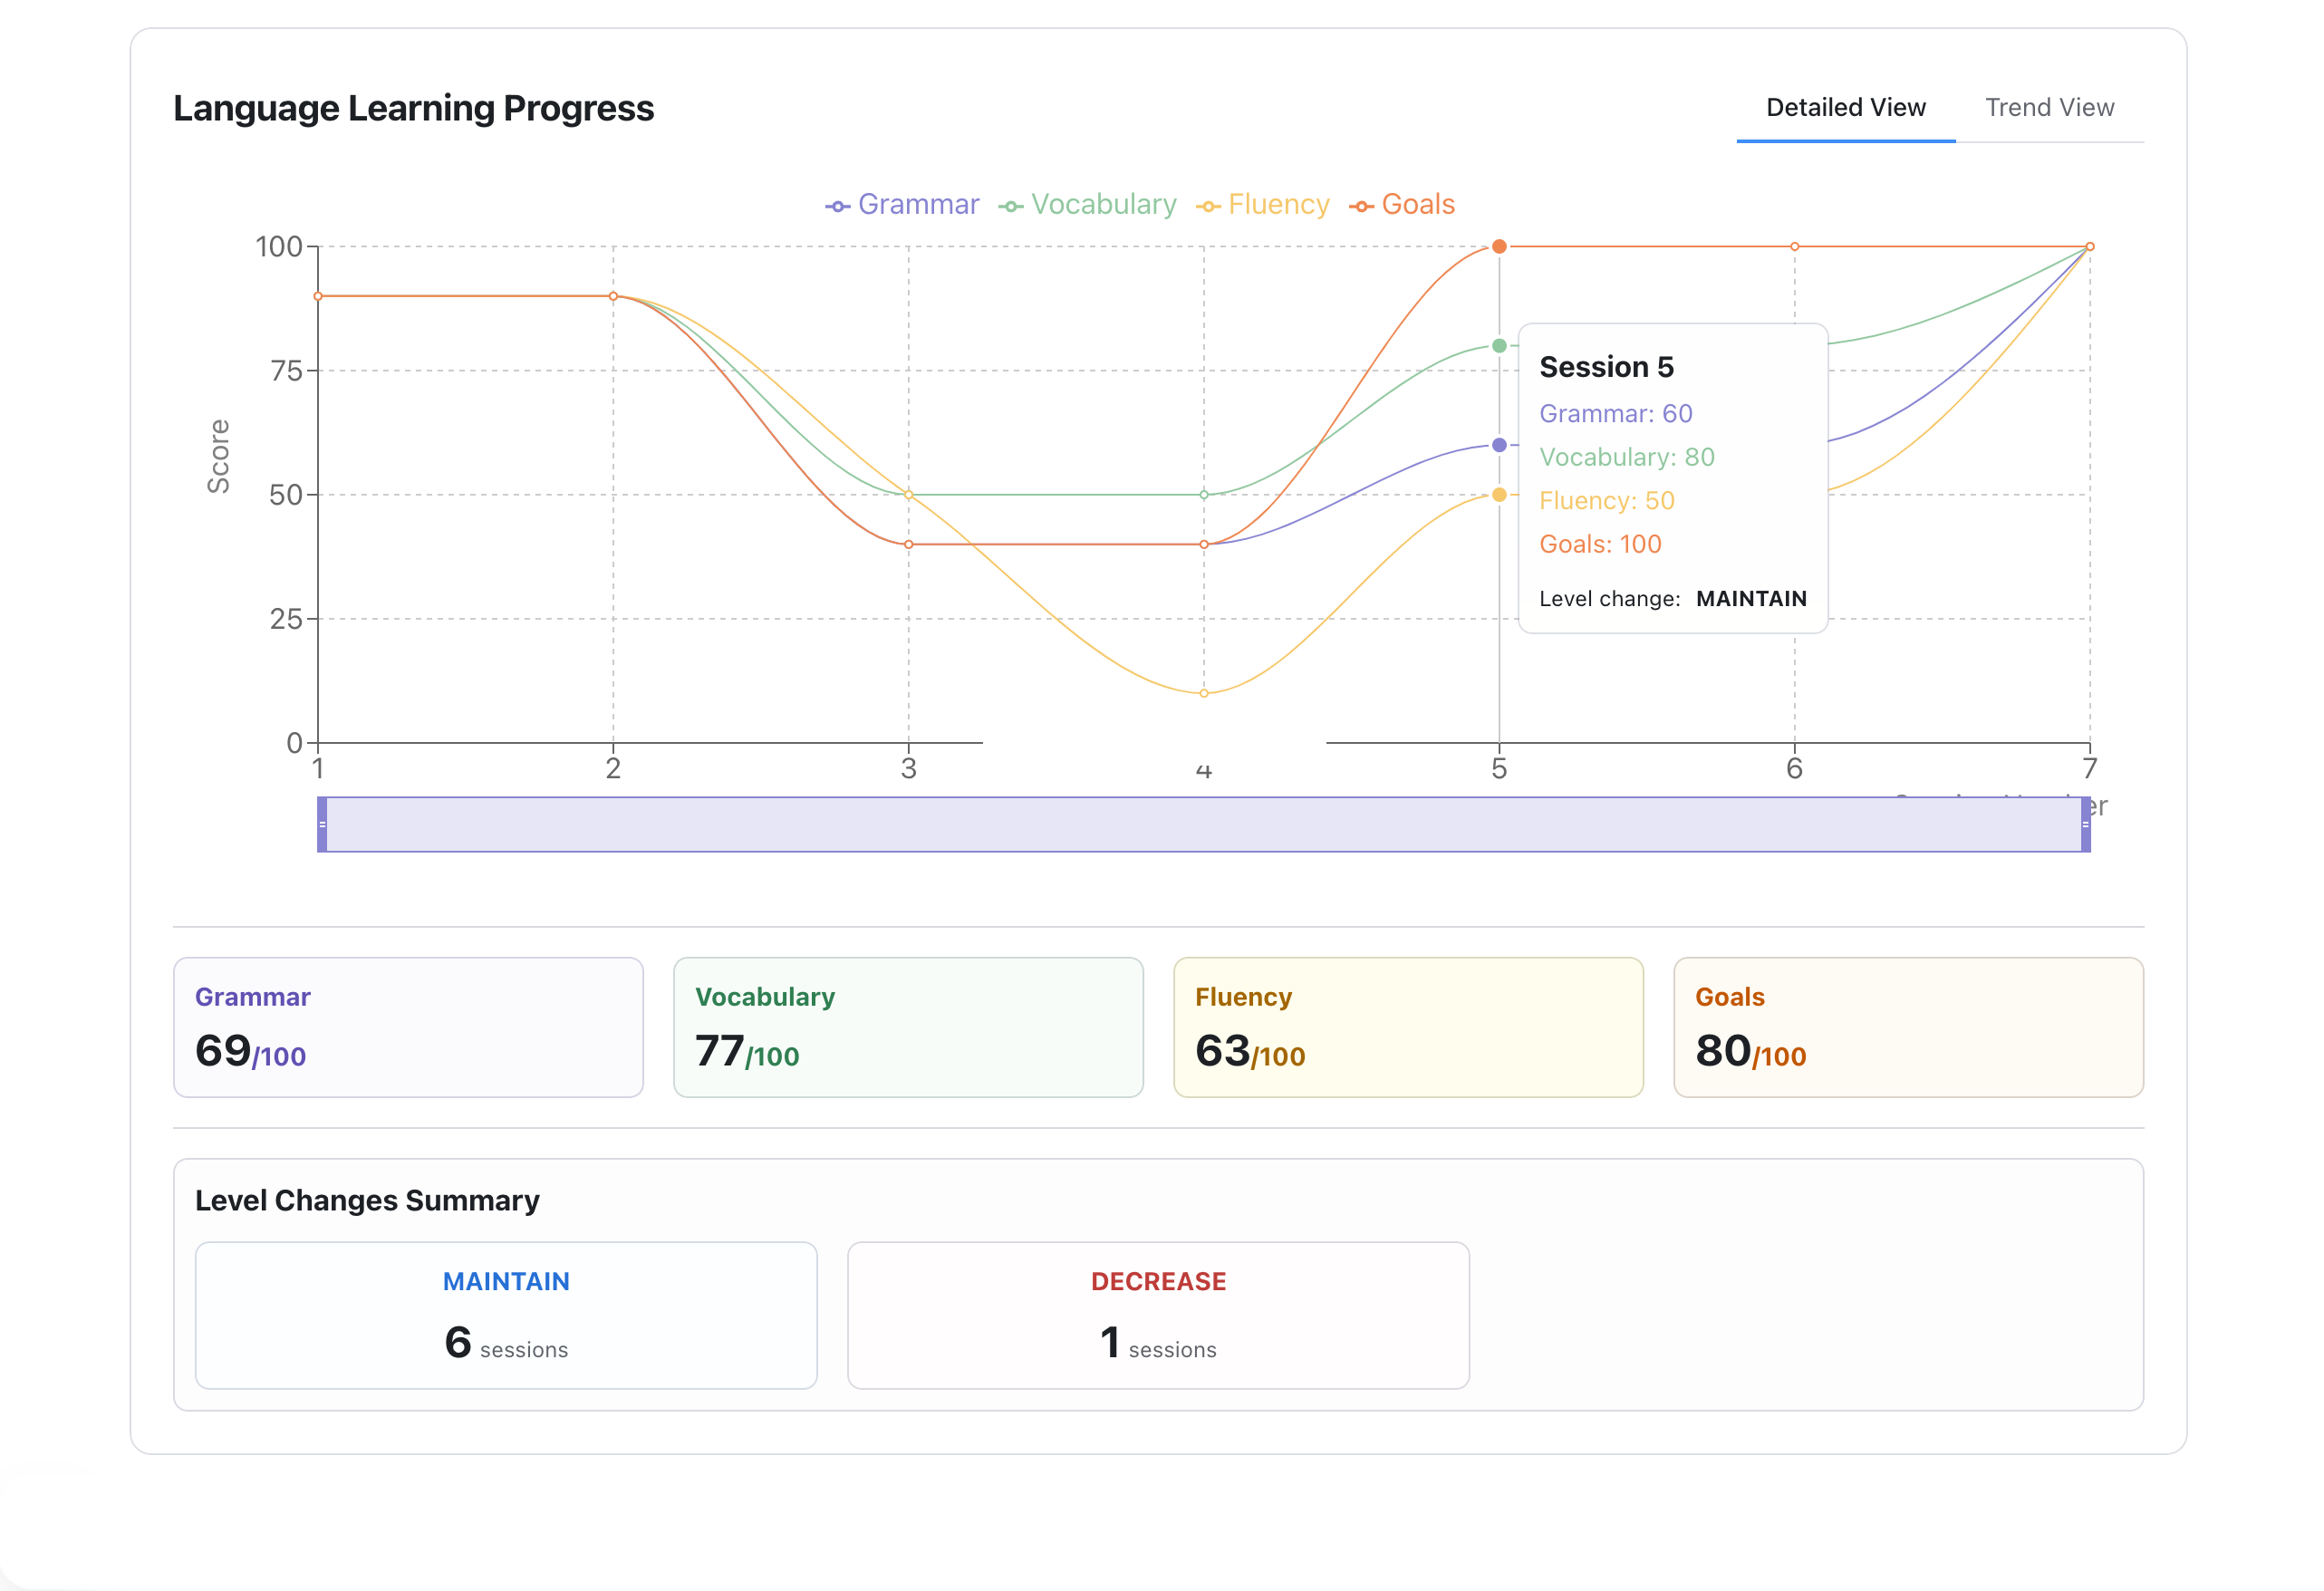 Language Learning Progress
Detailed View
Trend View
Grammar Vocabulary Fluency Goals
100
75
50
25
0
Score
1 2 3 4 5 6 7
Session 5
Grammar: 60
Vocabulary: 80
Fluency: 50
Goals: 100
Level change: MAINTAIN
Grammar
69/100
Vocabulary
77/100
Fluency
63/100
Goals
80/100
Level Changes Summary
MAINTAIN
6 sessions
DECREASE
1 sessions